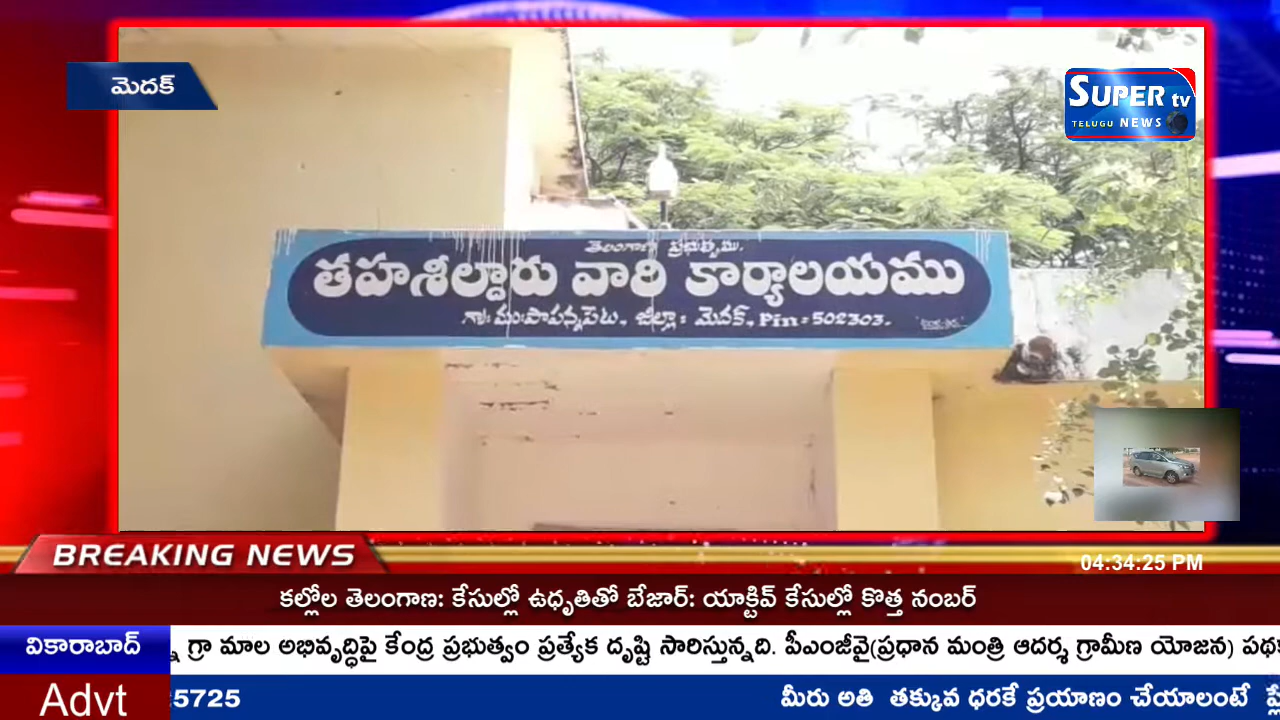 మెదక్
SUPER tv
TELUGU NEWS
తెలంగాణ ప్రభుత్వము.
తహశీల్దారు వారి కార్యాలయము
గ్రా: మం:పాపన్నపేట, జిల్లా: మెదక్, Pin:502303.
BREAKING NEWS
04:34:25 PM
కల్లోల తెలంగాణ: కేసుల్లో ఉధృతితో బేజార్: యాక్టివ్ కేసుల్లో కొత్త నంబర్
వికారాబాద్ గ్రా మాల అభివృద్ధిపై కేంద్ర ప్రభుత్వం ప్రత్యేక దృష్టి సారిస్తున్నది. పీఎంజీవై(ప్రధాన మంత్రి ఆదర్శ గ్రామీణ యోజన)
Advt 5725 మీరు అతి తక్కువ ధరకే ప్రయాణం చేయాలంటే